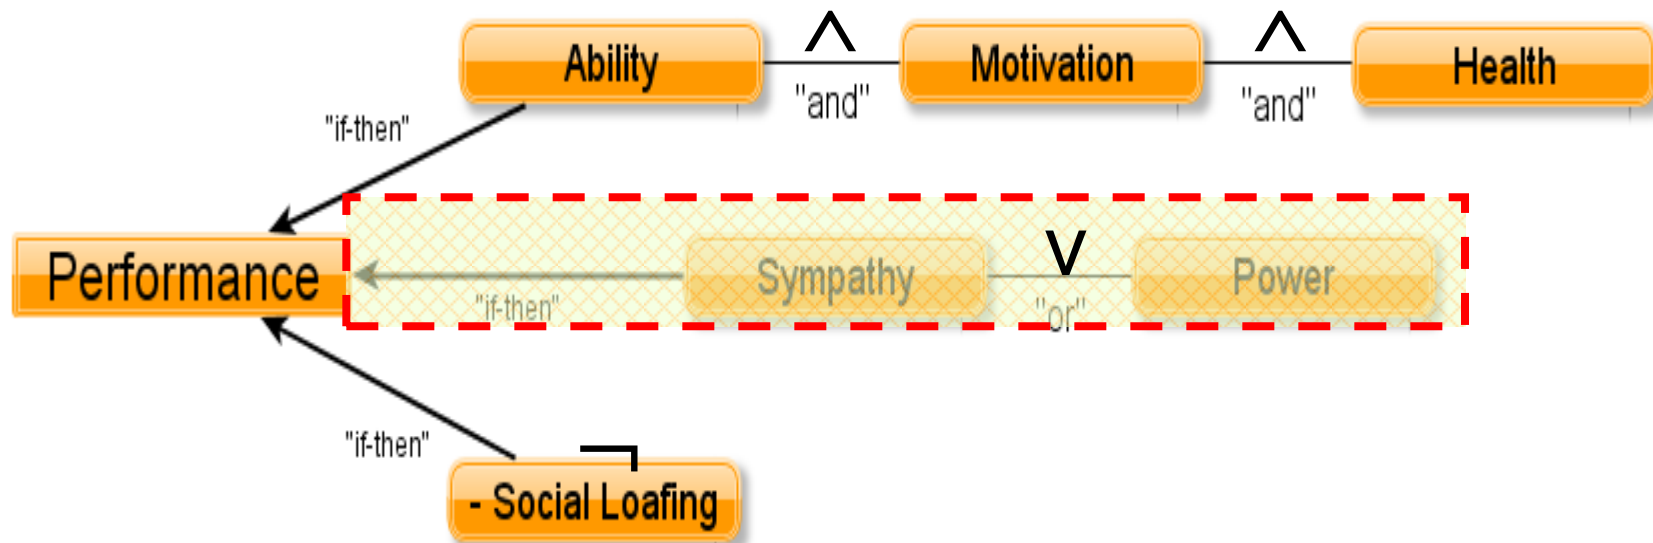 ∧ ∧
Ability Motivation Health
"and" "and"
"if-then"
Performance Sympathy ∨ Power
"if-then" "or"
"if-then"
¬
- Social Loafing